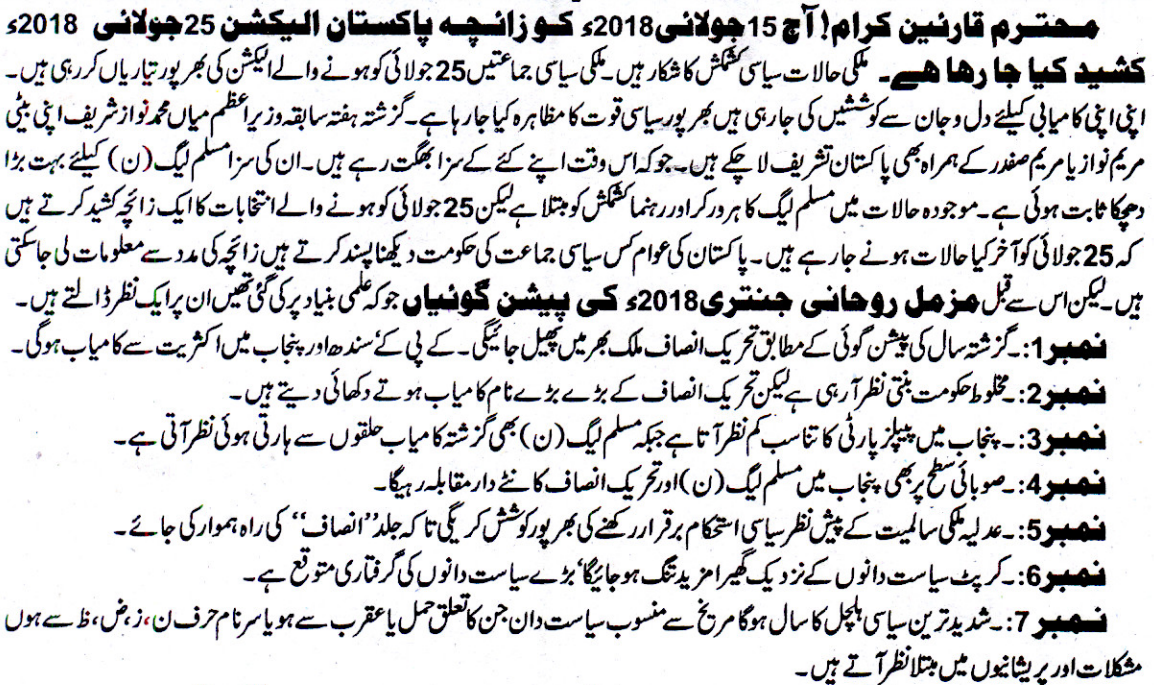 محترم قارئین کرام! آج 15 جولائی 2018ء کو زائچہ پاکستان الیکشن 25 جولائی 2018ء
کشید کیا جا رہا ہے۔ ملکی حالات سیاسی کشمکش کا شکار ہیں۔ ملکی سیاسی جماعتیں 25 جولائی کو ہونے والے الیکشن کی بھر پور تیاریاں کر رہی ہیں۔
اپنی اپنی کامیابی کیلئے دل و جان سے کوششیں کی جا رہی ہیں بھر پور سیاسی قوت کا مظاہرہ کیا جا رہا ہے۔ گزشتہ ہفتہ سابقہ وزیر اعظم میاں محمد نواز شریف اپنی بیٹی
مریم نواز یا مریم صفدر کے ہمراہ بھی پاکستان تشریف لا چکے ہیں۔ جو کہ اس وقت اپنے کئے کے سزا بھگت رہے ہیں۔ ان کی سزا مسلم لیگ (ن) کیلئے بہت بڑا
دھچکا ثابت ہوئی ہے۔ موجودہ حالات میں مسلم لیگ کا ہر ورکر اور رہنما کشمکش کو مبتلا ہے لیکن 25 جولائی کو ہونے والے انتخابات کا ایک زائچہ کشید کرتے ہیں
کہ 25 جولائی کو آخر کیا حالات ہونے جا رہے ہیں۔ پاکستان کی عوام کس سیاسی جماعت کی حکومت دیکھنا پسند کرتے ہیں زائچہ کی مدد سے معلومات لی جا سکتی
ہیں۔ لیکن اس سے قبل مزمل روحانی جنتری 2018ء کی پیشن گوئیاں جو کہ علمی بنیاد پر کی گئی تھیں ان پر ایک نظر ڈالتے ہیں۔
نمبر 1:۔ گزشتہ سال کی پیشن گوئی کے مطابق تحریک انصاف ملک بھر میں پھیل جائیگی۔ کے پی کے‘ سندھ اور پنجاب میں اکثریت سے کامیاب ہوگی۔
نمبر 2:۔ مخلوط حکومت بنتی نظر آ رہی ہے لیکن تحریک انصاف کے بڑے بڑے نام کامیاب ہوتے دکھائی دیتے ہیں۔
نمبر 3:۔ پنجاب میں پیپلز پارٹی کا تناسب کم نظر آتا ہے جبکہ مسلم لیگ (ن) بھی گزشتہ کامیاب حلقوں سے ہارتی ہوئی نظر آتی ہے۔
نمبر 4:۔ صوبائی سطح پر بھی پنجاب میں مسلم لیگ (ن) اور تحریک انصاف کانٹے دار مقابلہ رہیگا۔
نمبر 5:۔ عدلیہ ملکی سالمیت کے پیش نظر سیاسی استحکام برقرار رکھنے کی بھر پور کوشش کریگی تاکہ جلد ’’انصاف‘‘ کی راہ ہموار کی جائے۔
نمبر 6:۔ کرپٹ سیاست دانوں کے نزدیک گھیرا مزید تنگ ہو جائیگا‘ بڑے سیاست دانوں کی گرفتاری متوقع ہے۔
نمبر 7:۔ شدید ترین سیاسی ہلچل کا سال ہوگا مریخ سے منسوب سیاست دان جن کا تعلق حمل یا عقرب سے ہو یا سر نام حرف ن، ز، ض، ظ سے ہوں
مشکلات اور پریشانیوں میں مبتلا نظر آتے ہیں۔